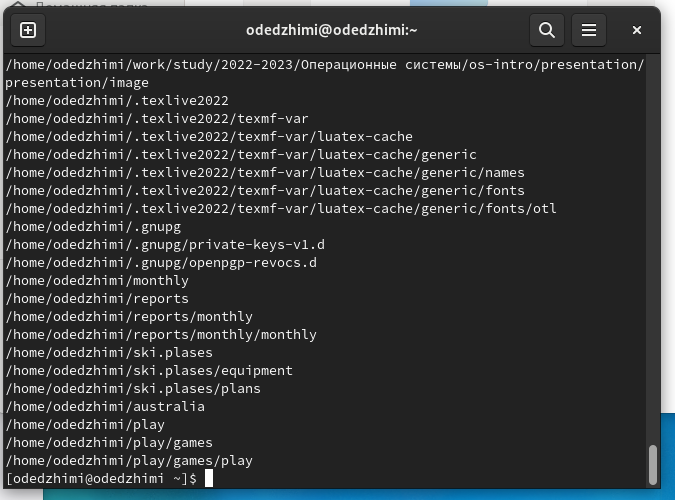 odedzhimi@odedzhimi:~
/home/odedzhimi/work/study/2022-2023/Операционные системы/os-intro/presentation/
presentation/image
/home/odedzhimi/.texlive2022
/home/odedzhimi/.texlive2022/texmf-var
/home/odedzhimi/.texlive2022/texmf-var/luatex-cache
/home/odedzhimi/.texlive2022/texmf-var/luatex-cache/generic
/home/odedzhimi/.texlive2022/texmf-var/luatex-cache/generic/names
/home/odedzhimi/.texlive2022/texmf-var/luatex-cache/generic/fonts
/home/odedzhimi/.texlive2022/texmf-var/luatex-cache/generic/fonts/otl
/home/odedzhimi/.gnupg
/home/odedzhimi/.gnupg/private-keys-v1.d
/home/odedzhimi/.gnupg/openpgp-revocs.d
/home/odedzhimi/monthly
/home/odedzhimi/reports
/home/odedzhimi/reports/monthly
/home/odedzhimi/reports/monthly/monthly
/home/odedzhimi/ski.plases
/home/odedzhimi/ski.plases/equipment
/home/odedzhimi/ski.plases/plans
/home/odedzhimi/australia
/home/odedzhimi/play
/home/odedzhimi/play/games
/home/odedzhimi/play/games/play
[odedzhimi@odedzhimi ~]$